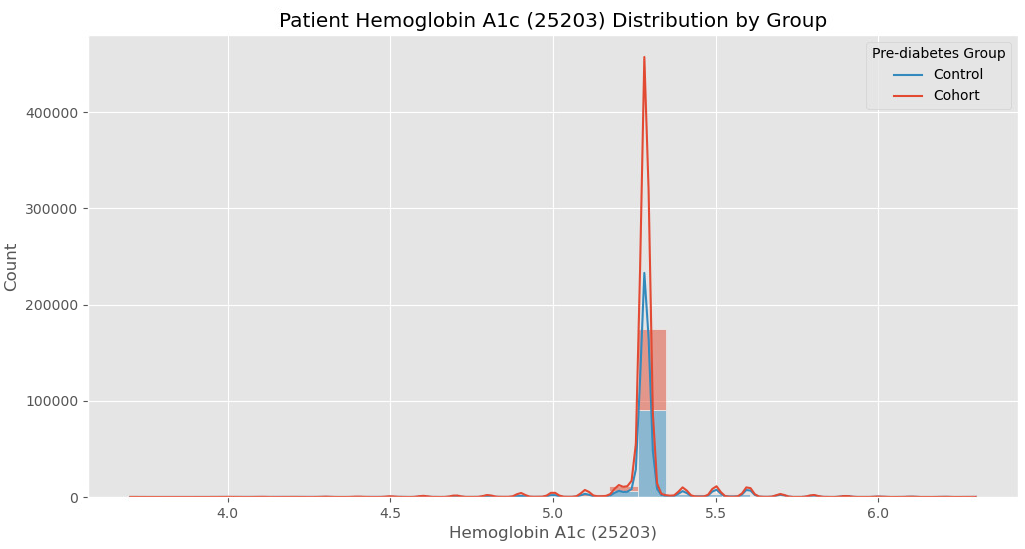 Patient Hemoglobin A1c (25203) Distribution by Group
Pre-diabetes Group
Control
Cohort
Count
400000
300000
200000
100000
0
4.0 4.5 5.0 5.5 6.0
Hemoglobin A1c (25203)